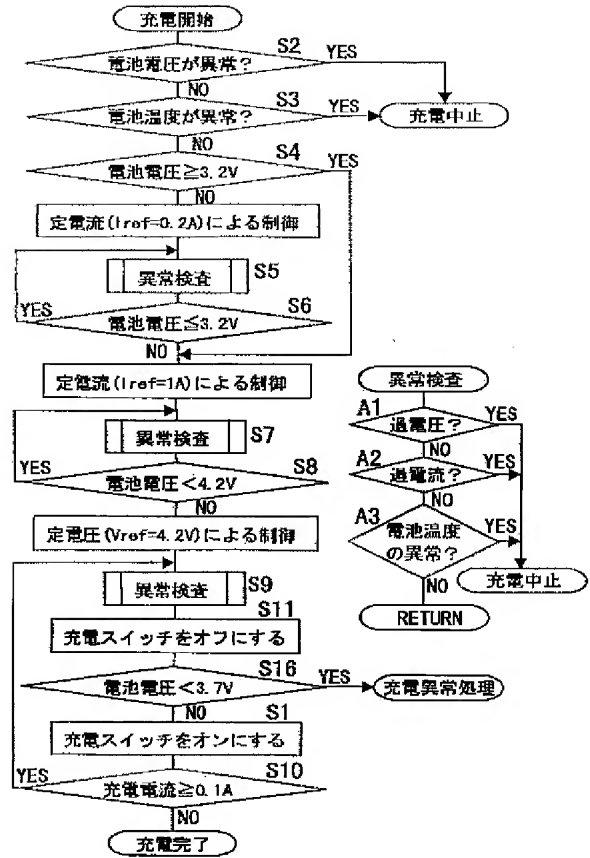 充電開始
S2
電池電圧が異常? YES
NO
S3
電池温度が異常? YES
充電中止
NO
S4
電池電圧≧3.2V YES
NO
定電流(Iref=0.2A)による制御
異常検査 S5
YES
S6
電池電圧≦3.2V
NO
定電流(Iref=1A)による制御
異常検査 S7
YES
S8
電池電圧<4.2V
NO
定電圧(Vref=4.2V)による制御
異常検査 S9
S11
充電スイッチをオフにする
S16
電池電圧<3.7V YES
充電異常処理
NO
S1
充電スイッチをオンにする
YES
S10
充電電流≧0.1A
NO
充電完了
異常検査
A1
過電圧? YES
NO
A2
過電流? YES
NO
A3
電池温度
の異常? YES
NO
充電中止
RETURN